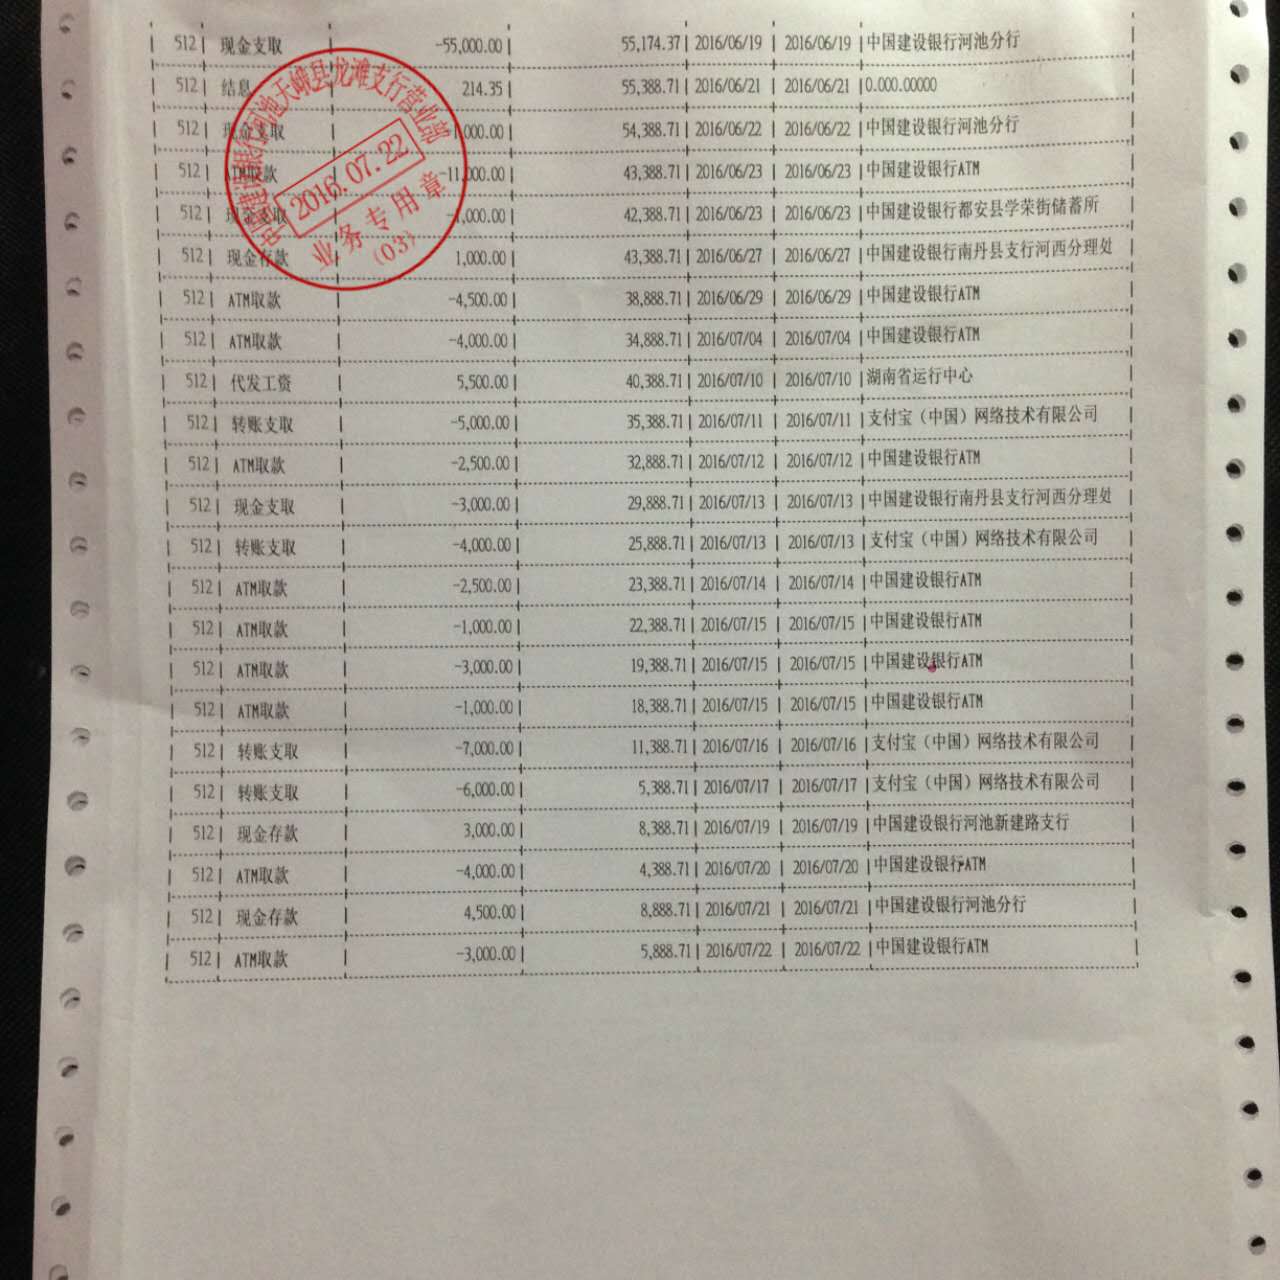 512 现金支取 -55,000.00 55,174.37 2016/06/19 2016/06/19 中国建设银行河池分行
512 结息 214.35 55,388.71 2016/06/21 2016/06/21 0.000.00000
512 现金支取 -1,000.00 54,388.71 2016/06/22 2016/06/22 中国建设银行河池分行
512 ATM取款 -11,000.00 43,388.71 2016/06/23 2016/06/23 中国建设银行ATM
512 现金支取 -1,000.00 42,388.71 2016/06/23 2016/06/23 中国建设银行都安县学荣街储蓄所
512 现金存款 1,000.00 43,388.71 2016/06/27 2016/06/27 中国建设银行南丹县支行河西分理处
512 ATM取款 -4,500.00 38,888.71 2016/06/29 2016/06/29 中国建设银行ATM
512 ATM取款 -4,000.00 34,888.71 2016/07/04 2016/07/04 中国建设银行ATM
512 代发工资 5,500.00 40,388.71 2016/07/10 2016/07/10 湖南省运行中心
512 转账支取 -5,000.00 35,388.71 2016/07/11 2016/07/11 支付宝（中国）网络技术有限公司
512 ATM取款 -2,500.00 32,888.71 2016/07/12 2016/07/12 中国建设银行ATM
512 现金支取 -3,000.00 29,888.71 2016/07/13 2016/07/13 中国建设银行南丹县支行河西分理处
512 转账支取 -4,000.00 25,888.71 2016/07/13 2016/07/13 支付宝（中国）网络技术有限公司
512 ATM取款 -2,500.00 23,388.71 2016/07/14 2016/07/14 中国建设银行ATM
512 ATM取款 -1,000.00 22,388.71 2016/07/15 2016/07/15 中国建设银行ATM
512 ATM取款 -3,000.00 19,388.71 2016/07/15 2016/07/15 中国建设银行ATM
512 ATM取款 -1,000.00 18,388.71 2016/07/15 2016/07/15 中国建设银行ATM
512 转账支取 -7,000.00 11,388.71 2016/07/16 2016/07/16 支付宝（中国）网络技术有限公司
512 转账支取 -6,000.00 5,388.71 2016/07/17 2016/07/17 支付宝（中国）网络技术有限公司
512 现金存款 3,000.00 8,388.71 2016/07/19 2016/07/19 中国建设银行河池新建路支行
512 ATM取款 -4,000.00 4,388.71 2016/07/20 2016/07/20 中国建设银行ATM
512 现金存款 4,500.00 8,888.71 2016/07/21 2016/07/21 中国建设银行河池分行
512 ATM取款 -3,000.00 5,888.71 2016/07/22 2016/07/22 中国建设银行ATM
中国建设银行河池天峨县龙滩支行营业部
2016.07.22
业务专用章
(03)